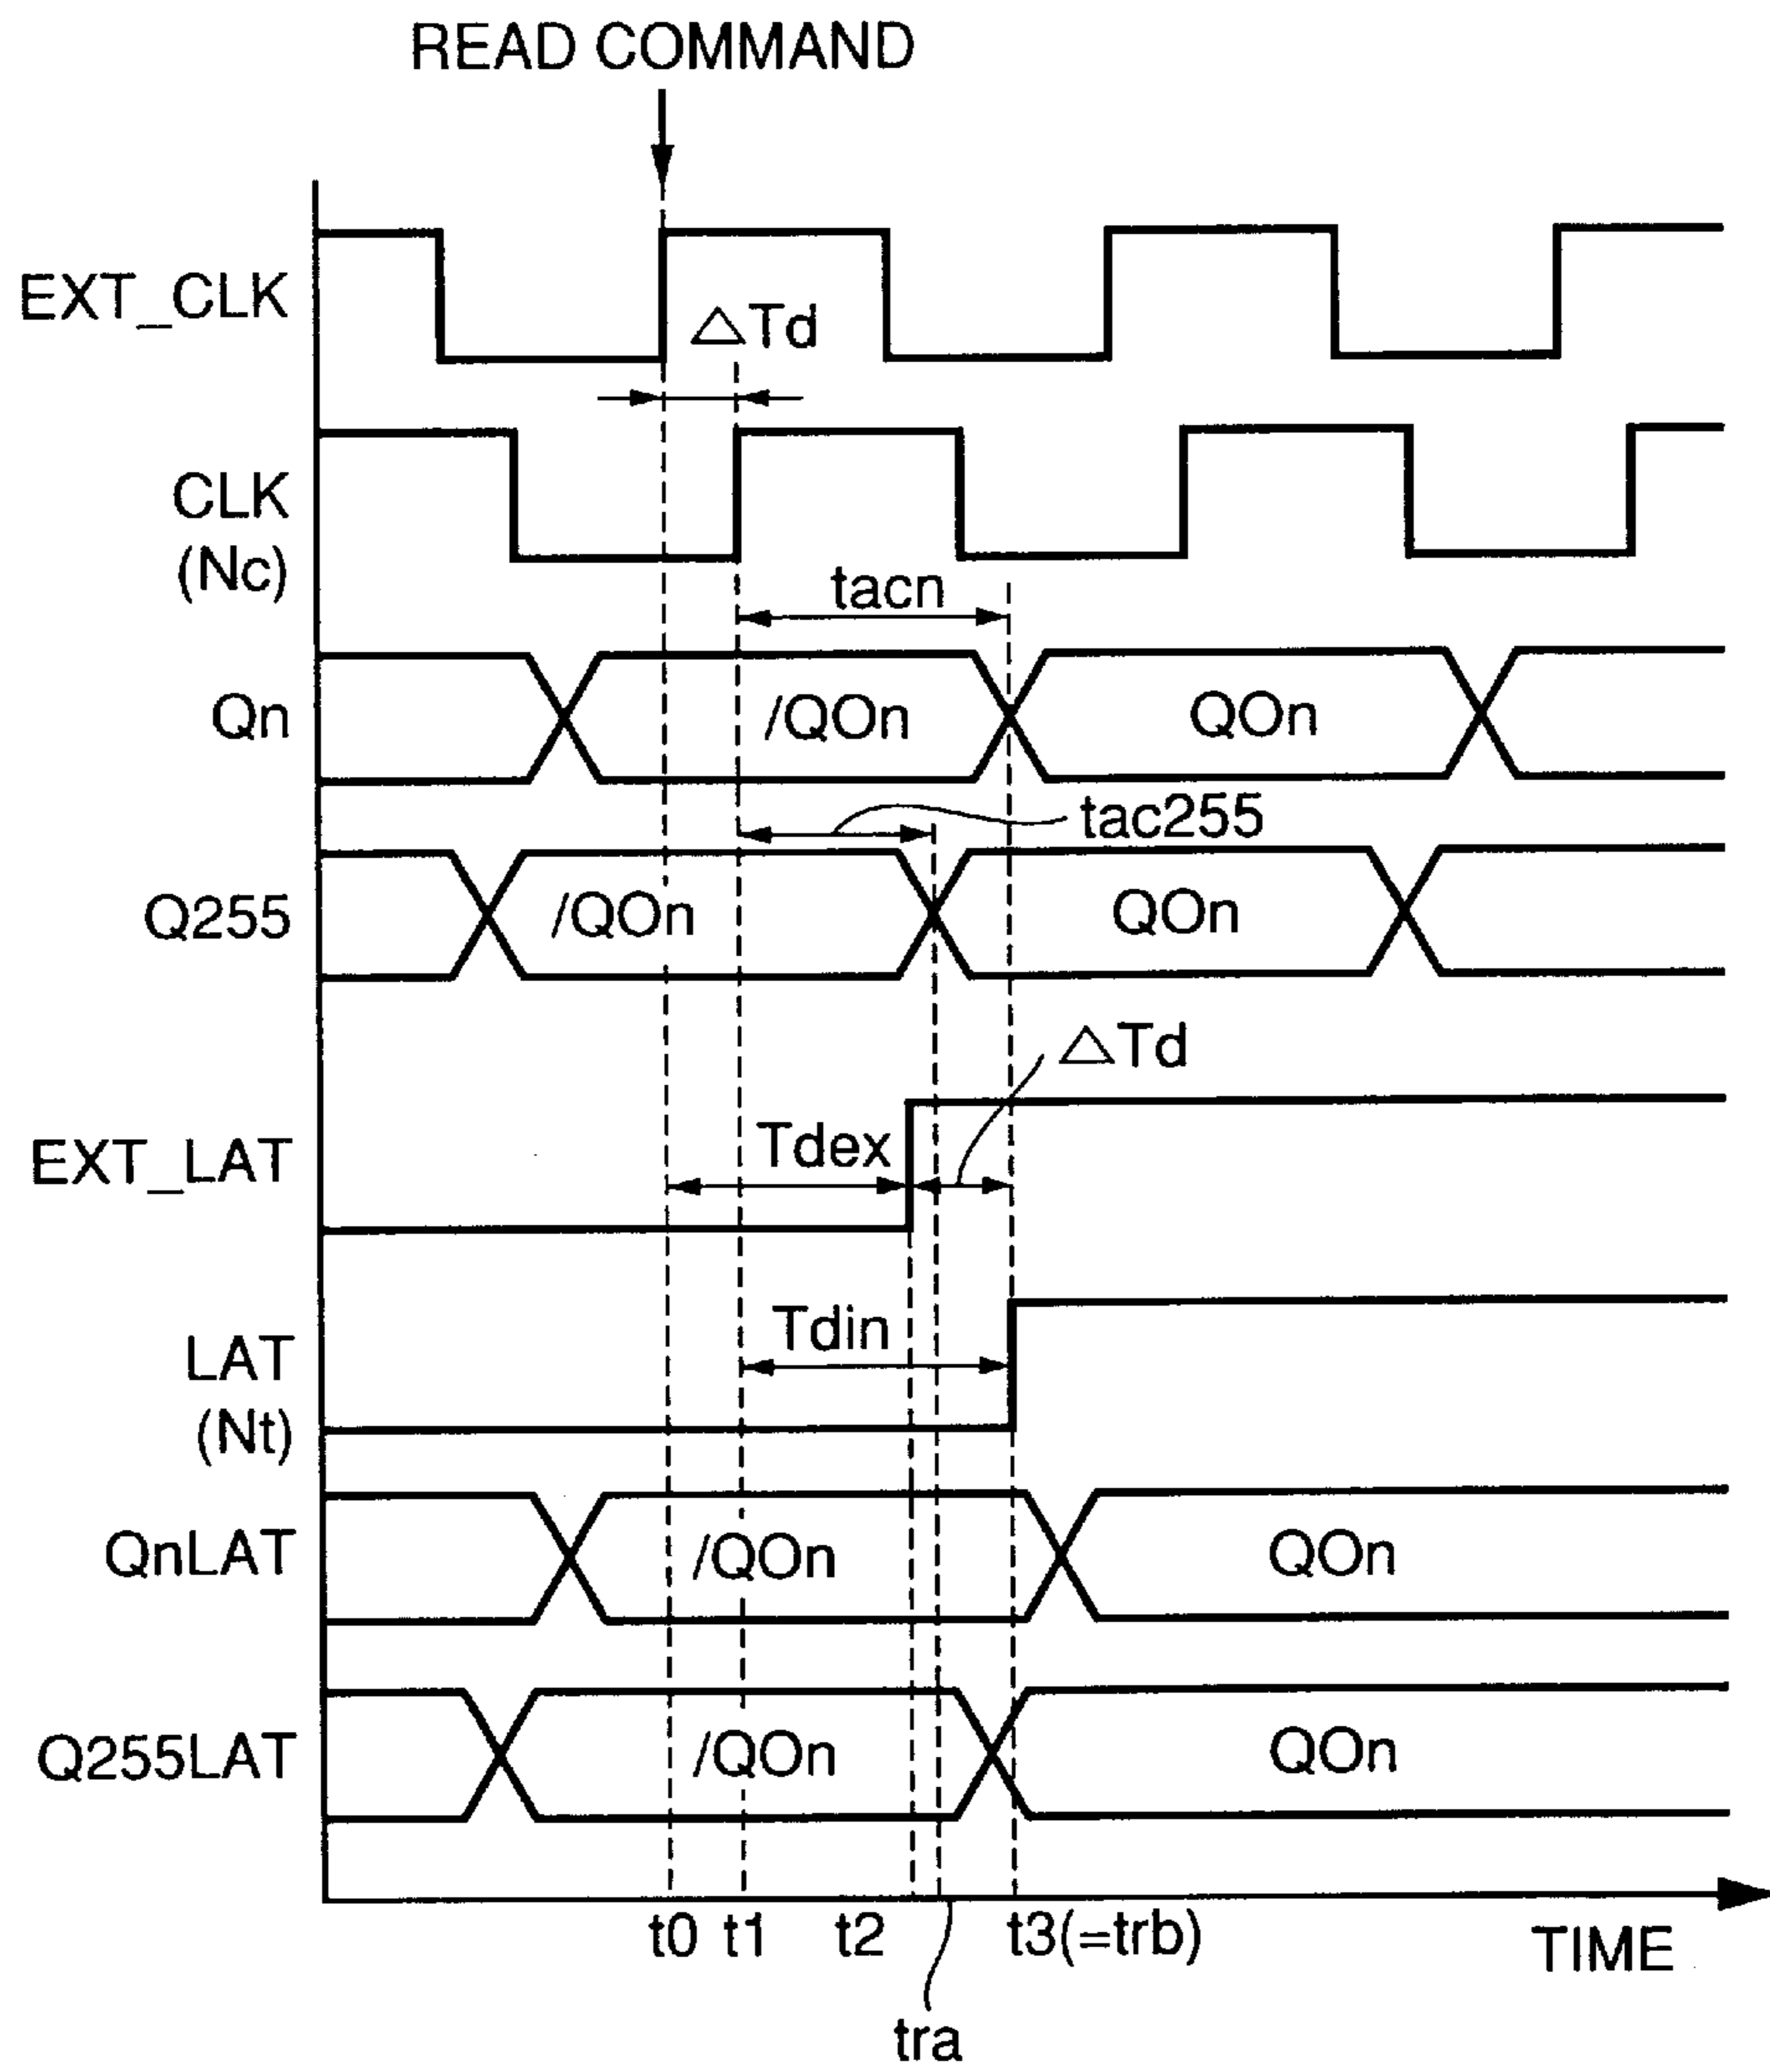 READ COMMAND
EXT_CLK
△Td
CLK
(Nc)
tacn
Qn
/QOn
QOn
tac255
Q255
/QOn
QOn
△Td
EXT_LAT
Tdex
LAT
(Nt)
Tdin
QnLAT
/QOn
QOn
Q255LAT
/QOn
QOn
t0
t1
t2
t3(=trb)
TIME
tra